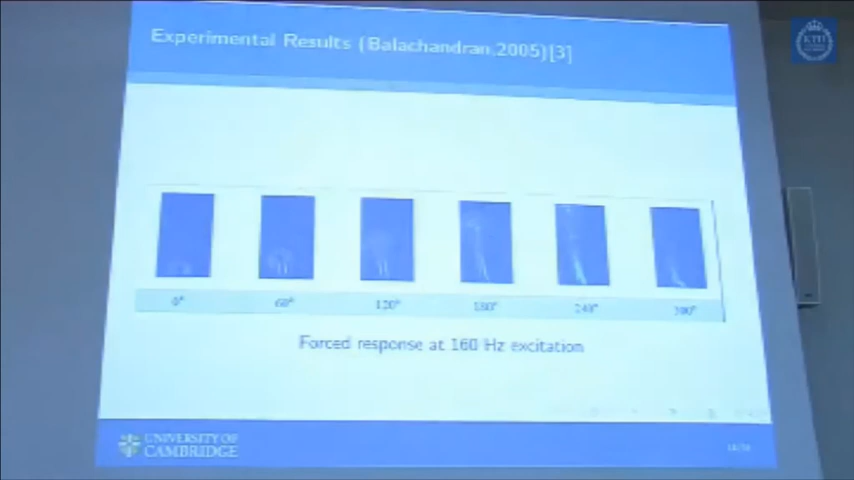 Experimental Results (Balachandran,2005)[3]
KTH
0° 60° 120° 180° 240° 300°
Forced response at 160 Hz excitation
UNIVERSITY OF
CAMBRIDGE